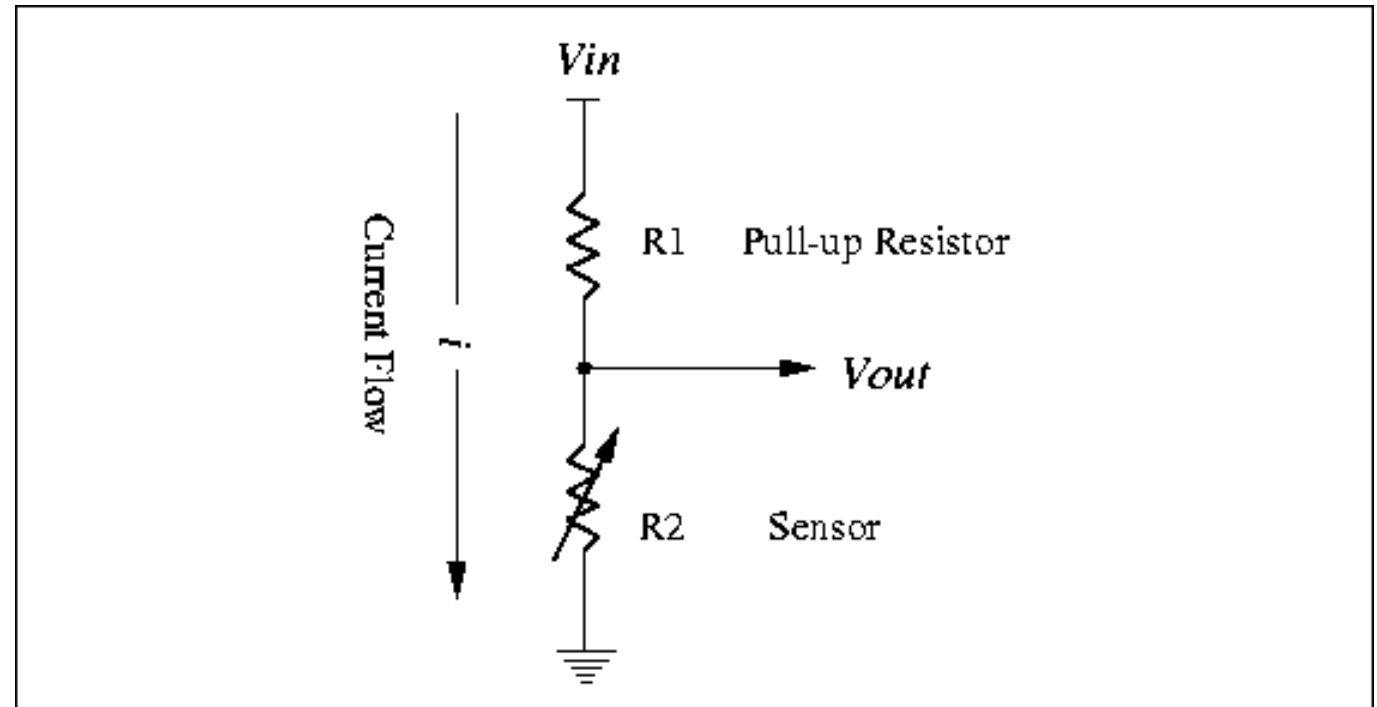 Vin
R1 Pull-up Resistor
Current Flow
i
Vout
R2 Sensor